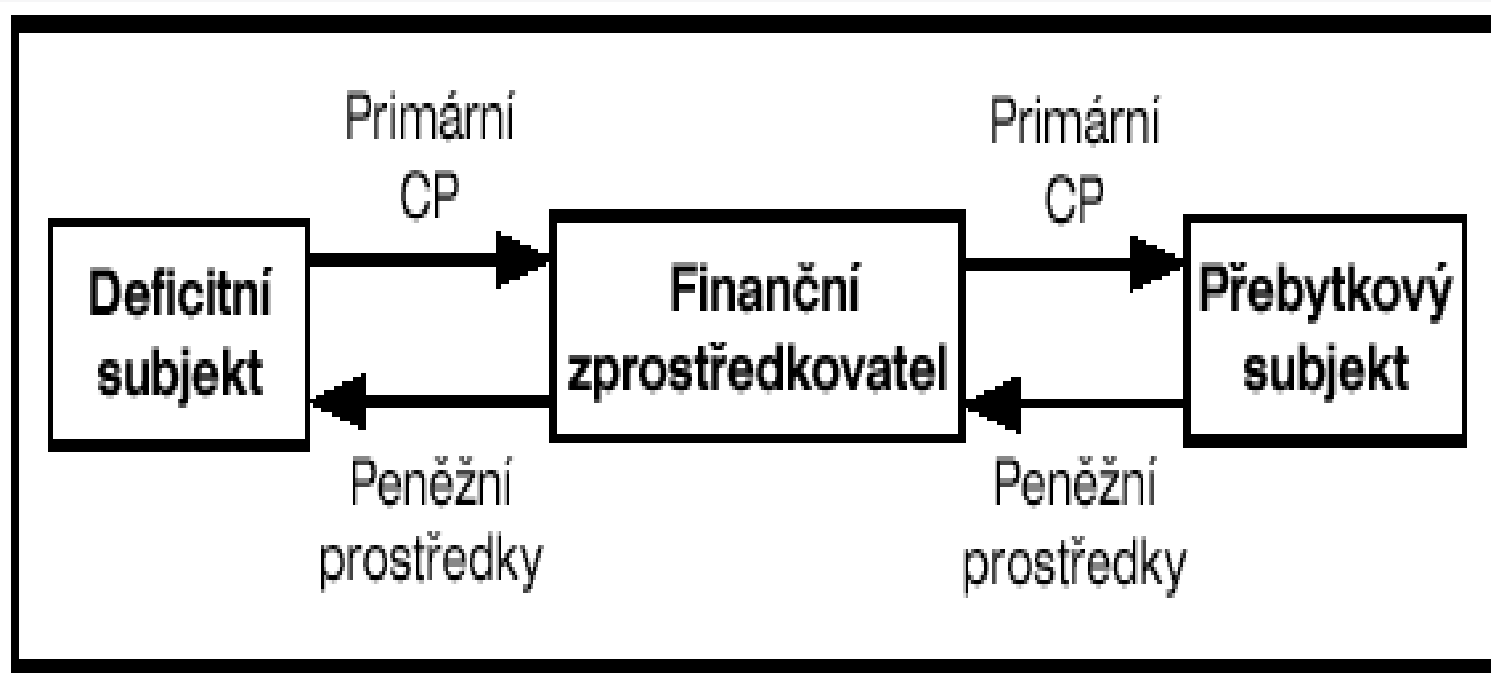 Primární
CP
Primární
CP
Deficitní
subjekt
Finanční
zprostředkovatel
Přebytkový
subjekt
Peněžní
prostředky
Peněžní
prostředky